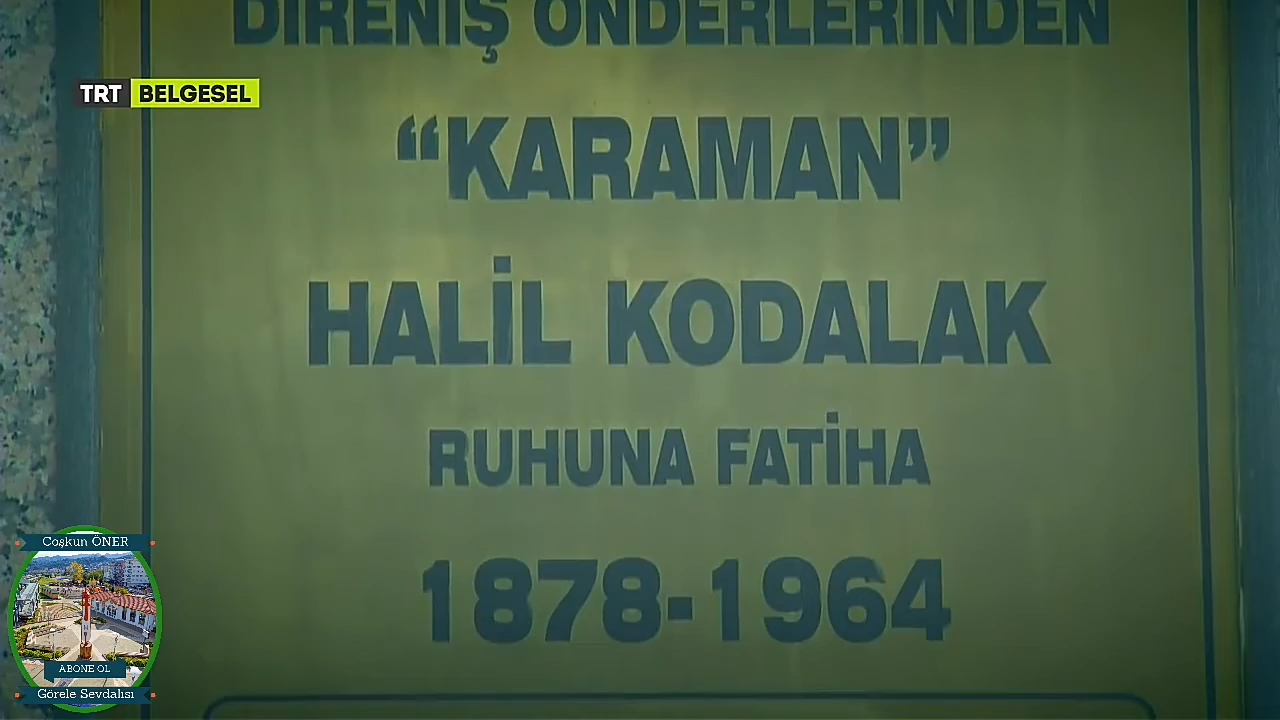 DİRENİŞ ÖNDERLERİNDEN
TRT BELGESEL
“KARAMAN”
HALİL KODALAK
RUHUNA FATİHA
1878-1964
Coşkun ÖNER
ABONE OL
Görele Sevdalısı